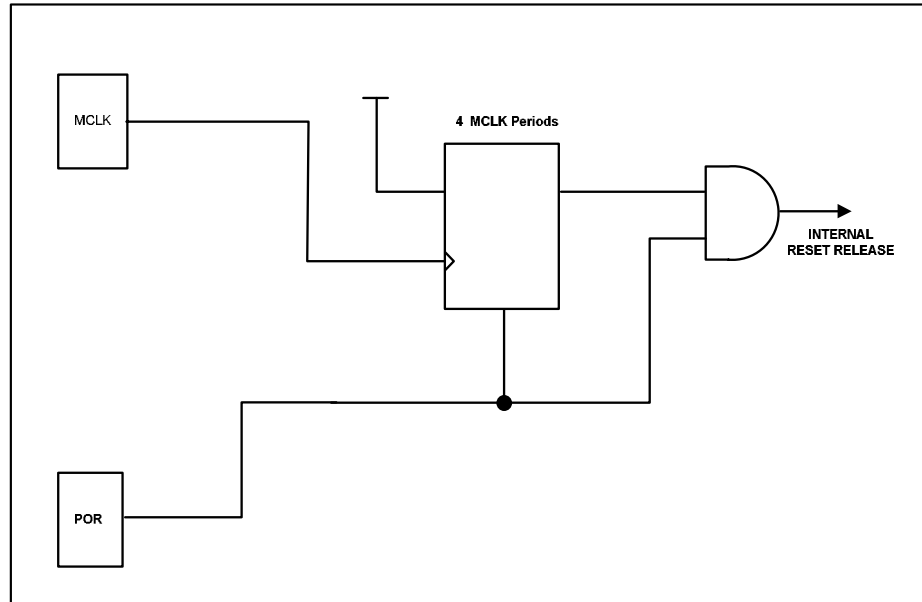 MCLK
4 MCLK Periods
INTERNAL
RESET RELEASE
POR